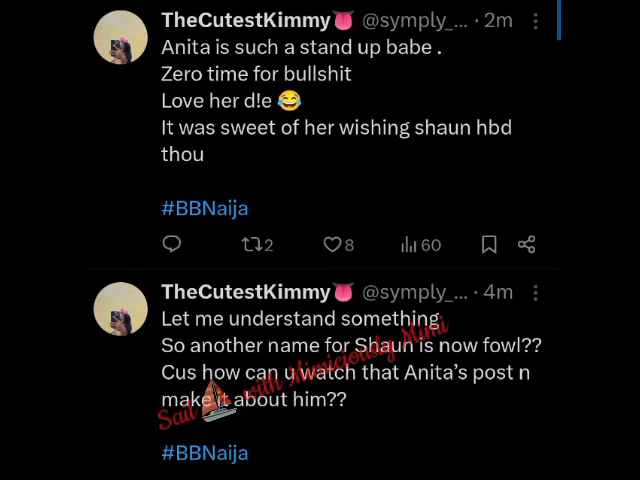 TheCutestKimmy👅 @symply_... · 2m
Anita is such a stand up babe .
Zero time for bullshit
Love her d!e 😂
It was sweet of her wishing shaun hbd
thou
#BBNaija
2 8 60
TheCutestKimmy👅 @symply_... · 4m
Let me understand something
So another name for Shaun is now fowl??
Cus how can u watch that Anita's post n
make it about him??
Sail with Mimiciously Mimi
#BBNaija